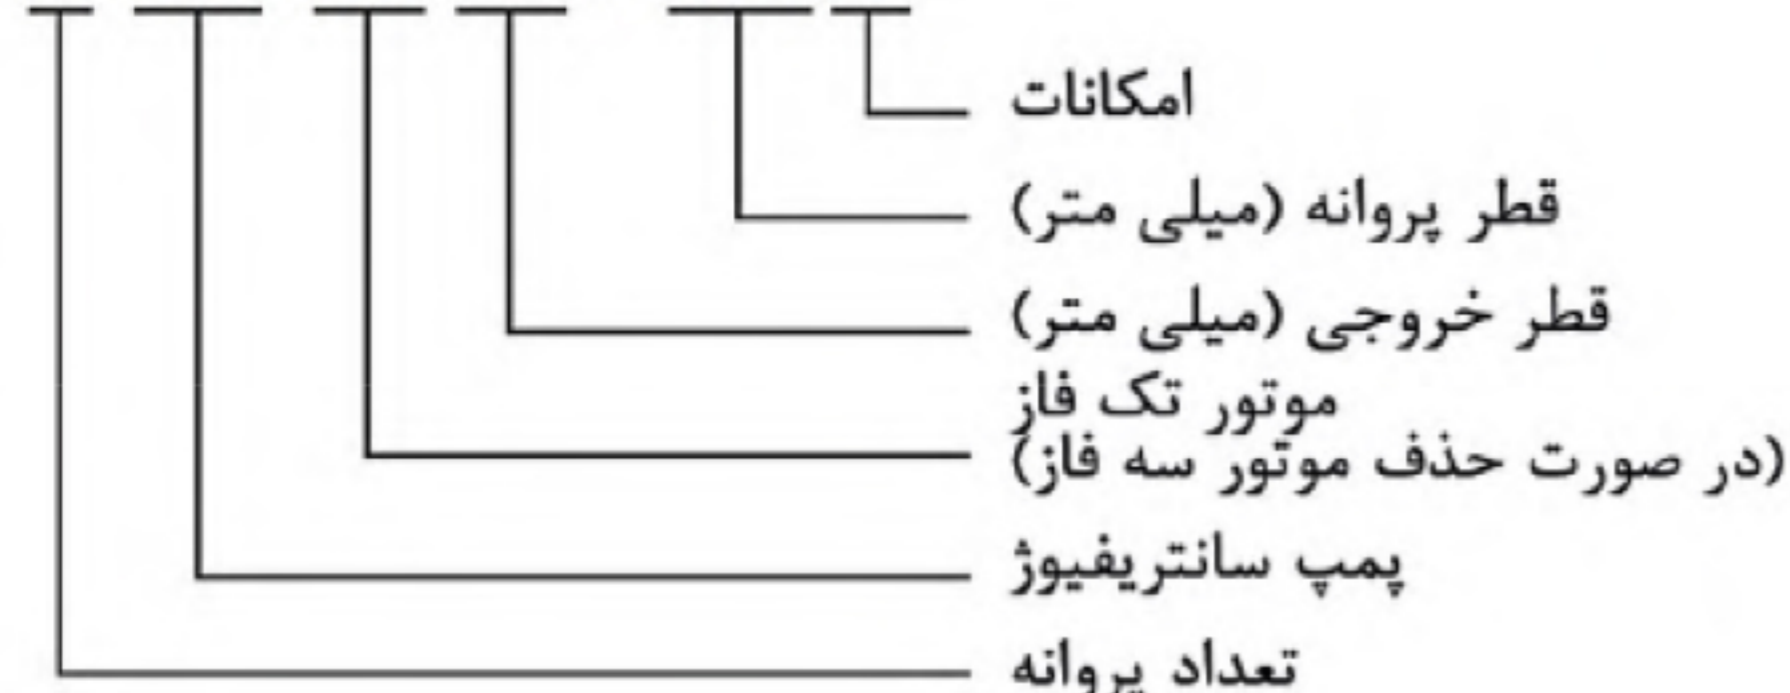 امکانات
قطر پروانه (میلی متر)
قطر خروجی (میلی متر)
موتور تک فاز
(در صورت حذف موتور سه فاز)
پمپ سانتریفیوژ
تعداد پروانه